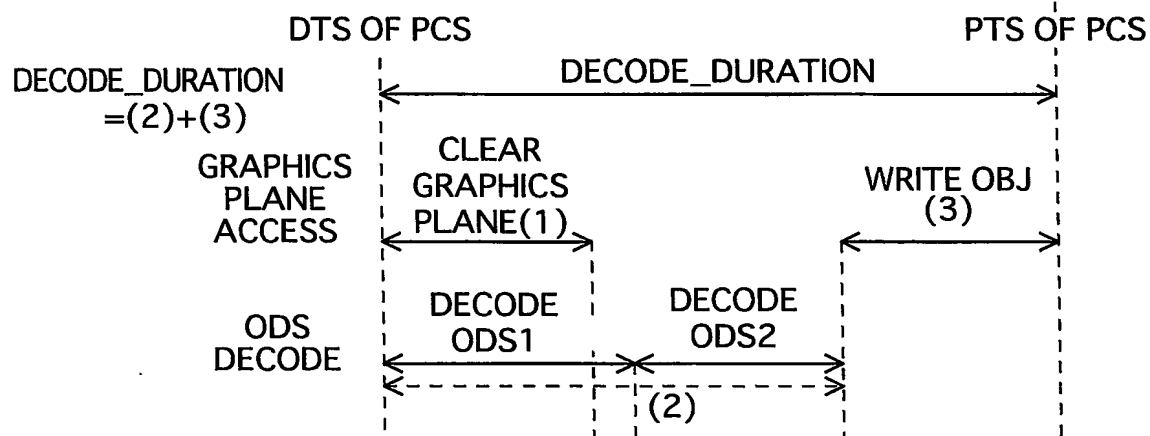 DTS OF PCS
PTS OF PCS
DECODE_DURATION
=(2)+(3)
DECODE_DURATION
GRAPHICS
PLANE
ACCESS
CLEAR
GRAPHICS
PLANE(1)
WRITE OBJ
(3)
ODS
DECODE
DECODE
ODS1
DECODE
ODS2
(2)